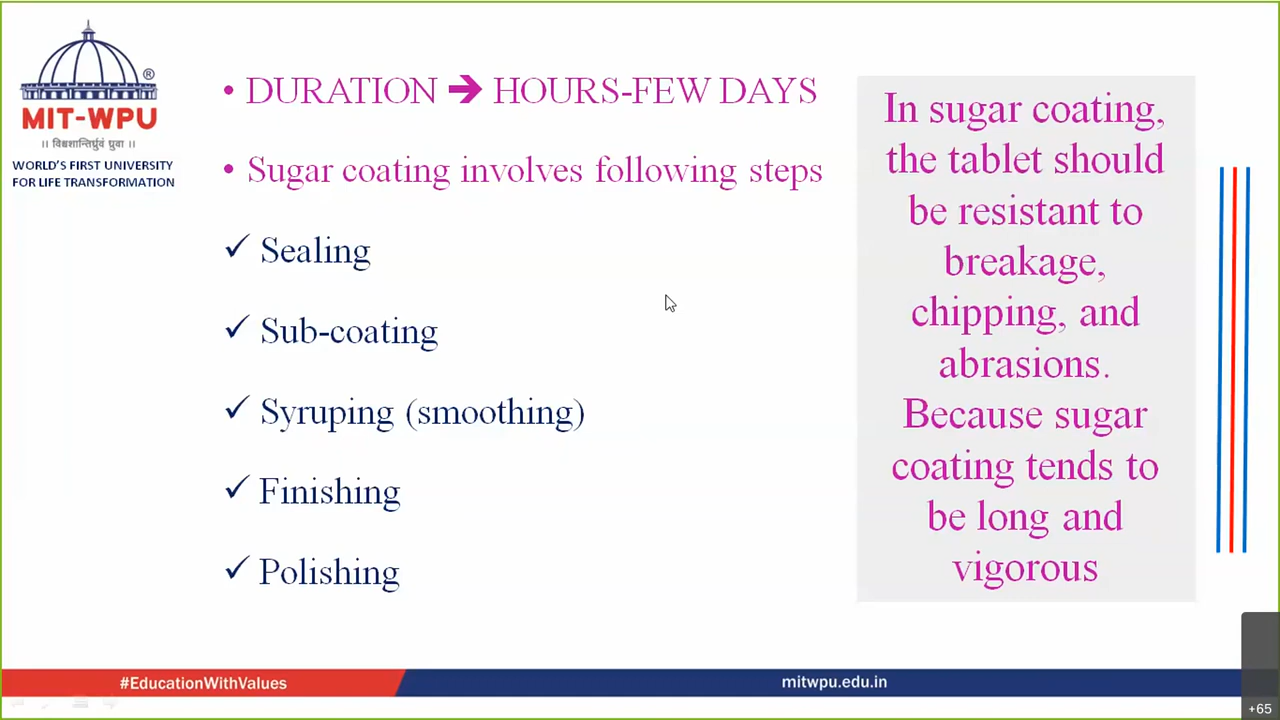 MIT-WPU
®
|| विश्वशान्तिर्ध्रुवं ध्रुवा ||
WORLD'S FIRST UNIVERSITY
FOR LIFE TRANSFORMATION
• DURATION ➔ HOURS-FEW DAYS
• Sugar coating involves following steps
✓ Sealing
✓ Sub-coating
✓ Syruping (smoothing)
✓ Finishing
✓ Polishing
In sugar coating,
the tablet should
be resistant to
breakage,
chipping, and
abrasions.
Because sugar
coating tends to
be long and
vigorous
#EducationWithValues
mitwpu.edu.in
+65